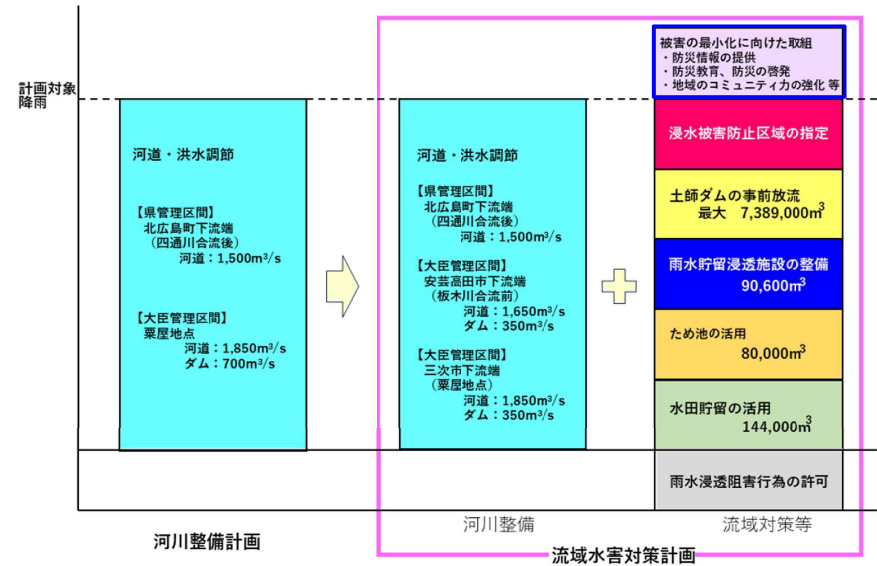 計画対象
降雨
河道・洪水調節
【県管理区間】
北広島町下流端
（四通川合流後）
河道：1,500m³/s
【大臣管理区間】
粟屋地点
河道：1,850m³/s
ダム：700m³/s
河川整備計画
河道・洪水調節
【県管理区間】
北広島町下流端
（四通川合流後）
河道：1,500m³/s
【大臣管理区間】
安芸高田市下流端
（板木川合流前）
河道：1,650m³/s
ダム：350m³/s
【大臣管理区間】
三次市下流端
（粟屋地点）
河道：1,850m³/s
ダム：350m³/s
河川整備
被害の最小化に向けた取組
・防災情報の提供
・防災教育、防災の啓発
・地域のコミュニティ力の強化 等
浸水被害防止区域の指定
土師ダムの事前放流
最大 7,389,000m³
雨水貯留浸透施設の整備
90,600m³
ため池の活用
80,000m³
水田貯留の活用
144,000m³
雨水浸透阻害行為の許可
流域対策等
流域水害対策計画